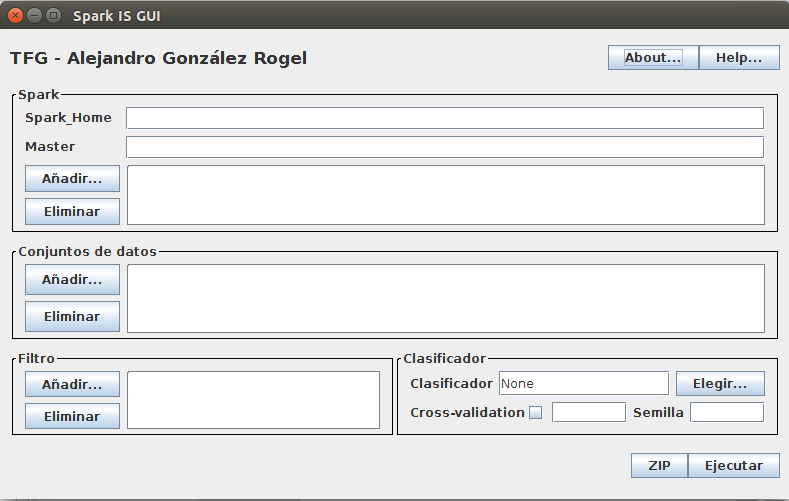 Spark IS GUI
TFG - Alejandro González Rogel
About... Help...
Spark
Spark_Home
Master
Añadir...
Eliminar
Conjuntos de datos
Añadir...
Eliminar
Filtro
Añadir...
Eliminar
Clasificador
Clasificador None Elegir...
Cross-validation Semilla
ZIP Ejecutar